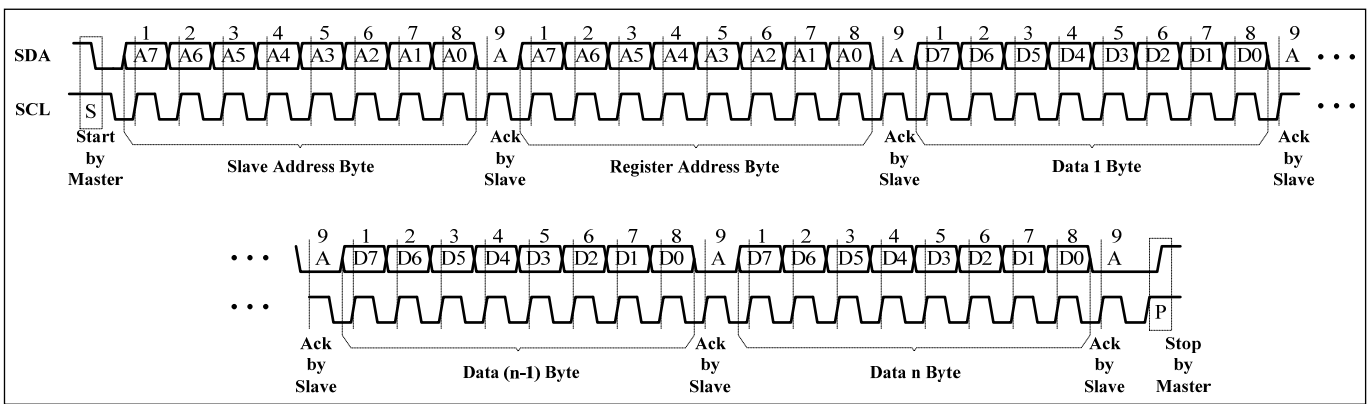 1 2 3 4 5 6 7 8 9 1 2 3 4 5 6 7 8 9 1 2 3 4 5 6 7 8 9
SDA A7 A6 A5 A4 A3 A2 A1 A0 A A7 A6 A5 A4 A3 A2 A1 A0 A D7 D6 D5 D4 D3 D2 D1 D0 A • • •
SCL S • • •
Start by Master
Slave Address Byte
Ack by Slave
Register Address Byte
Ack by Slave
Data 1 Byte
Ack by Slave
9 1 2 3 4 5 6 7 8 9 1 2 3 4 5 6 7 8 9
• • • A D7 D6 D5 D4 D3 D2 D1 D0 A D7 D6 D5 D4 D3 D2 D1 D0 A
• • • P
Ack by Slave
Data (n-1) Byte
Ack by Slave
Data n Byte
Ack by Slave
Stop by Master